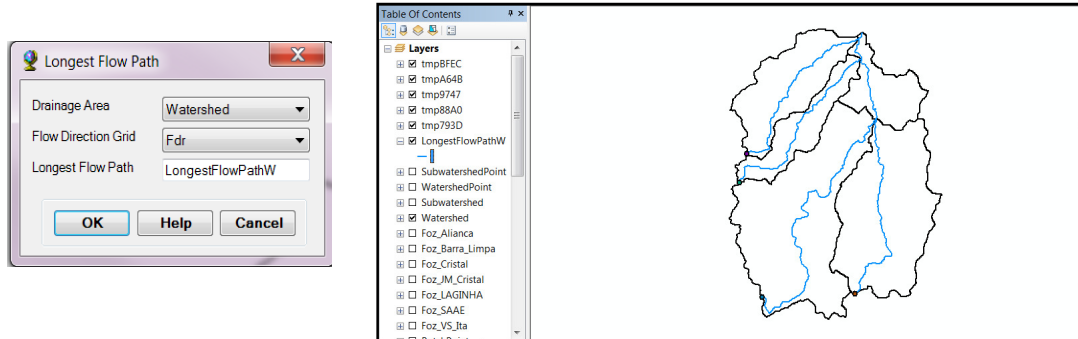 Longest Flow Path
Drainage Area
Watershed
Flow Direction Grid
Fdr
Longest Flow Path
LongestFlowPathW
OK
Help
Cancel
Table Of Contents
Layers
tmpBFEC
tmpA64B
tmp9747
tmp88A0
tmp793D
LongestFlowPathW
SubwatershedPoint
WatershedPoint
Subwatershed
Watershed
Foz_Alianca
Foz_Barra_Limpa
Foz_Cristal
Foz_JM_Cristal
Foz_LAGINHA
Foz_SAAE
Foz_VS_Ita